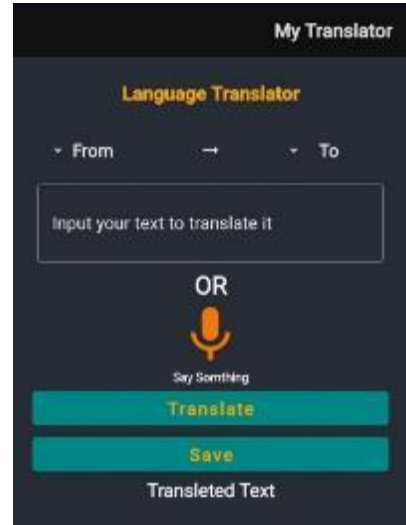 My Translator
Language Translator
From → To
Input your text to translate it
OR
Say Somthing
Translate
Save
Transleted Text